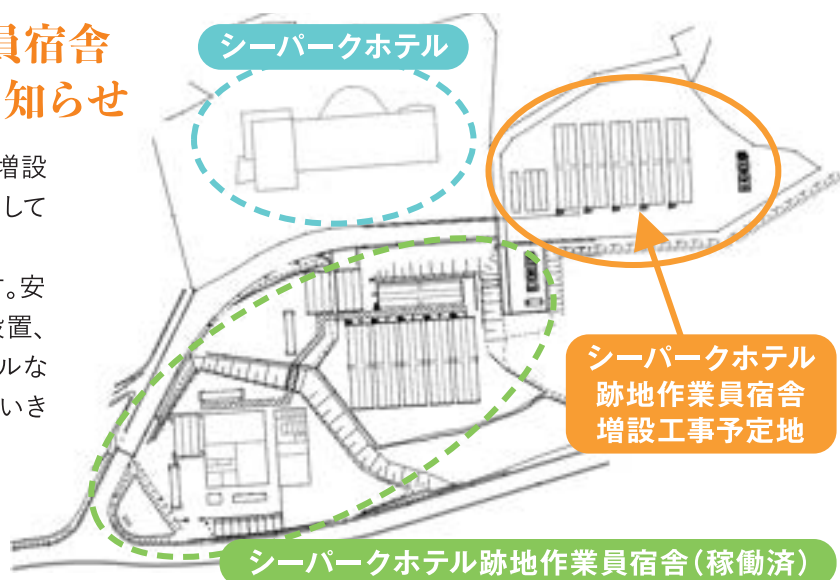 員宿舎
知らせ
増設
して
。安
置、
ルな
いき
シーパークホテル
シーパークホテル
跡地作業員宿舎
増設工事予定地
シーパークホテル跡地作業員宿舎(稼働済)